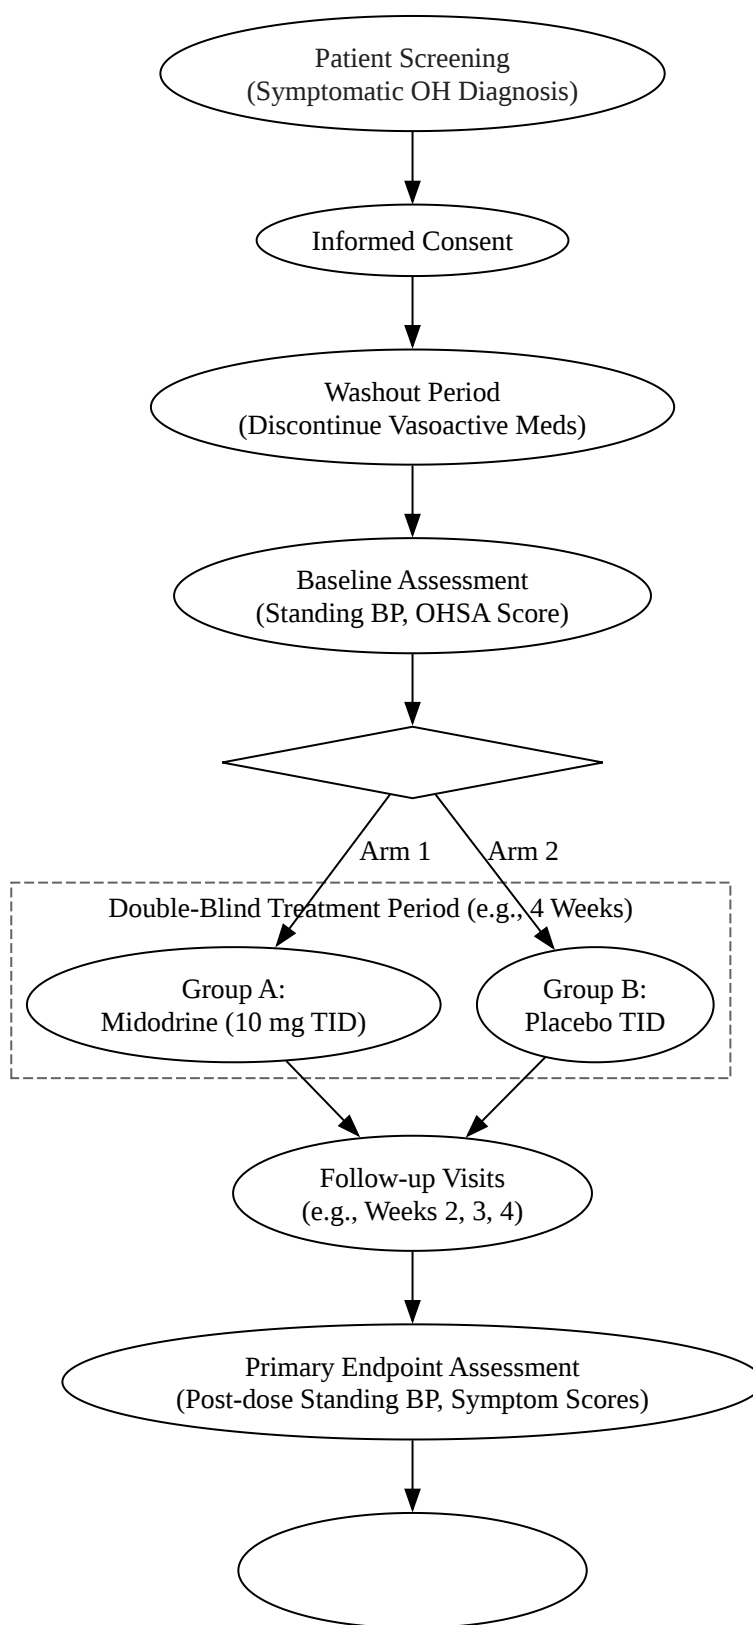 Patient Screening
(Symptomatic OH Diagnosis)
Informed Consent
Washout Period
(Discontinue Vasoactive Meds)
Baseline Assessment
(Standing BP, OHSA Score)
Arm 1
Arm 2
Double-Blind Treatment Period (e.g., 4 Weeks)
Group A:
Midodrine (10 mg TID)
Group B:
Placebo TID
Follow-up Visits
(e.g., Weeks 2, 3, 4)
Primary Endpoint Assessment
(Post-dose Standing BP, Symptom Scores)